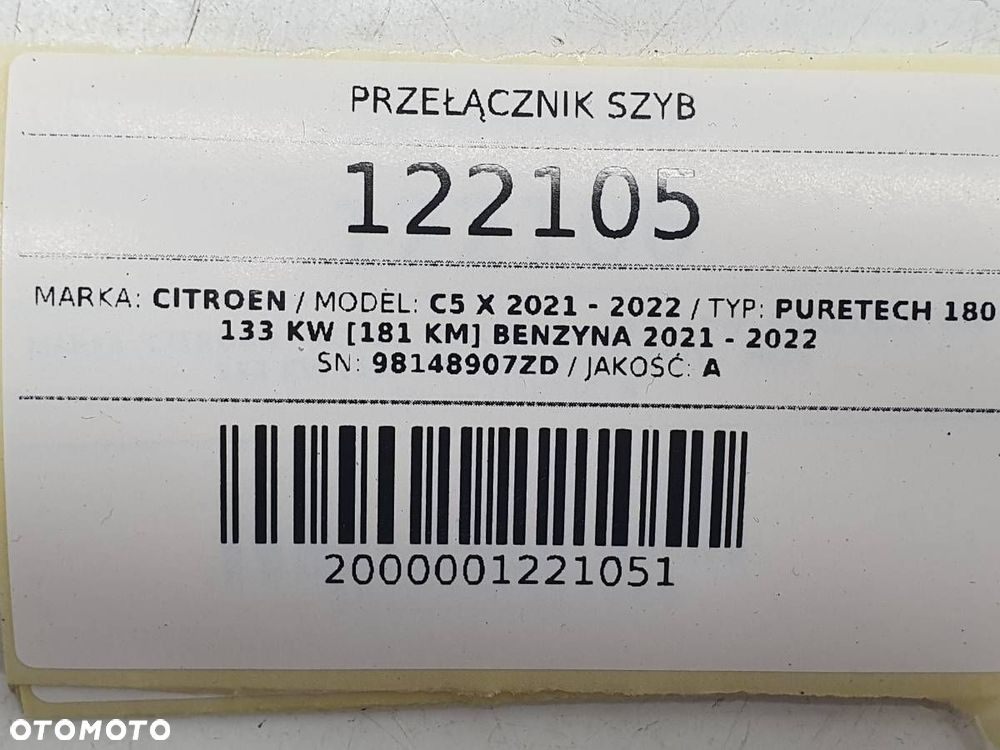 PRZEŁĄCZNIK SZYB
122105
MARKA: CITROEN / MODEL: C5 X 2021 - 2022 / TYP: PURETECH 180
133 KW [181 KM] BENZYNA 2021 - 2022
SN: 98148907ZD / JAKOŚĆ: A
2000001221051
OTOMOTO